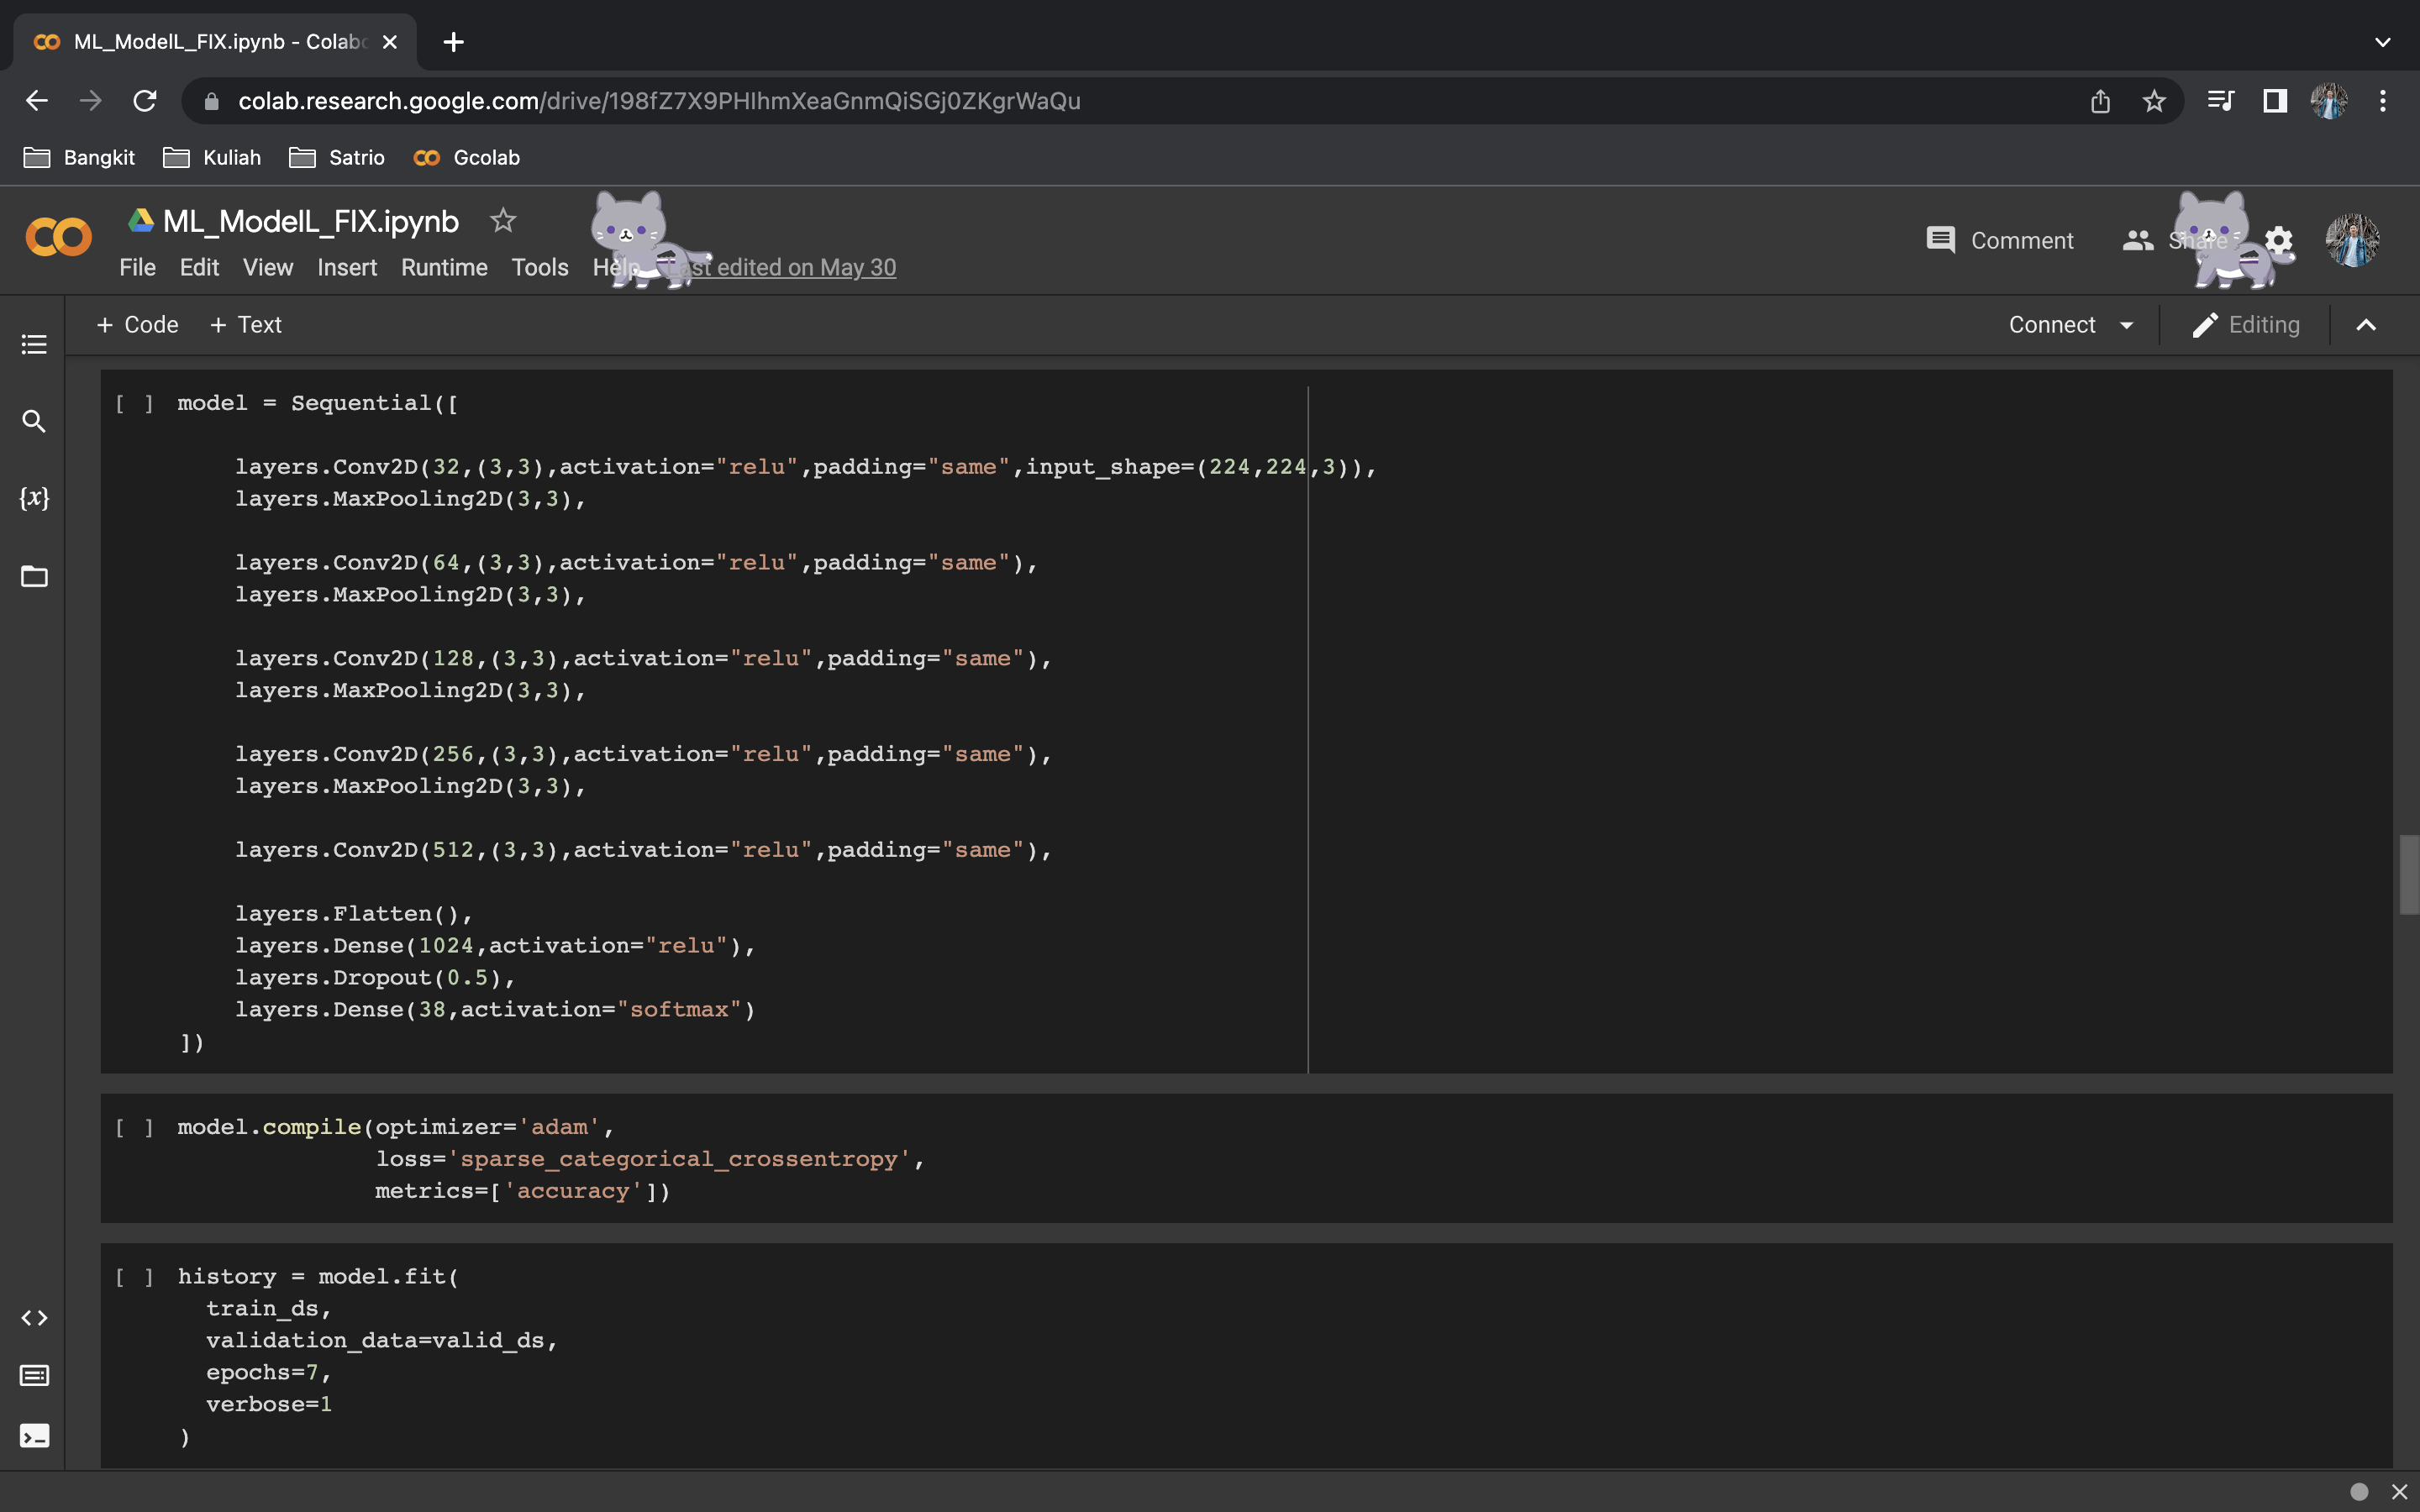 ML_ModelL_FIX.ipynb - Colab
colab.research.google.com/drive/198fZ7X9PHIhmXeaGnmQiSGj0ZKgrWaQu
Bangkit Kuliah Satrio Gcolab
ML_ModelL_FIX.ipynb
Comment Share
File Edit View Insert Runtime Tools Help Last edited on May 30
+ Code + Text
Connect Editing
{x}
[ ] model = Sequential([
layers.Conv2D(32,(3,3),activation="relu",padding="same",input_shape=(224,224,3)),
layers.MaxPooling2D(3,3),
layers.Conv2D(64,(3,3),activation="relu",padding="same"),
layers.MaxPooling2D(3,3),
layers.Conv2D(128,(3,3),activation="relu",padding="same"),
layers.MaxPooling2D(3,3),
layers.Conv2D(256,(3,3),activation="relu",padding="same"),
layers.MaxPooling2D(3,3),
layers.Conv2D(512,(3,3),activation="relu",padding="same"),
layers.Flatten(),
layers.Dense(1024,activation="relu"),
layers.Dropout(0.5),
layers.Dense(38,activation="softmax")
])
[ ] model.compile(optimizer='adam',
loss='sparse_categorical_crossentropy',
metrics=['accuracy'])
[ ] history = model.fit(
train_ds,
validation_data=valid_ds,
epochs=7,
verbose=1
)